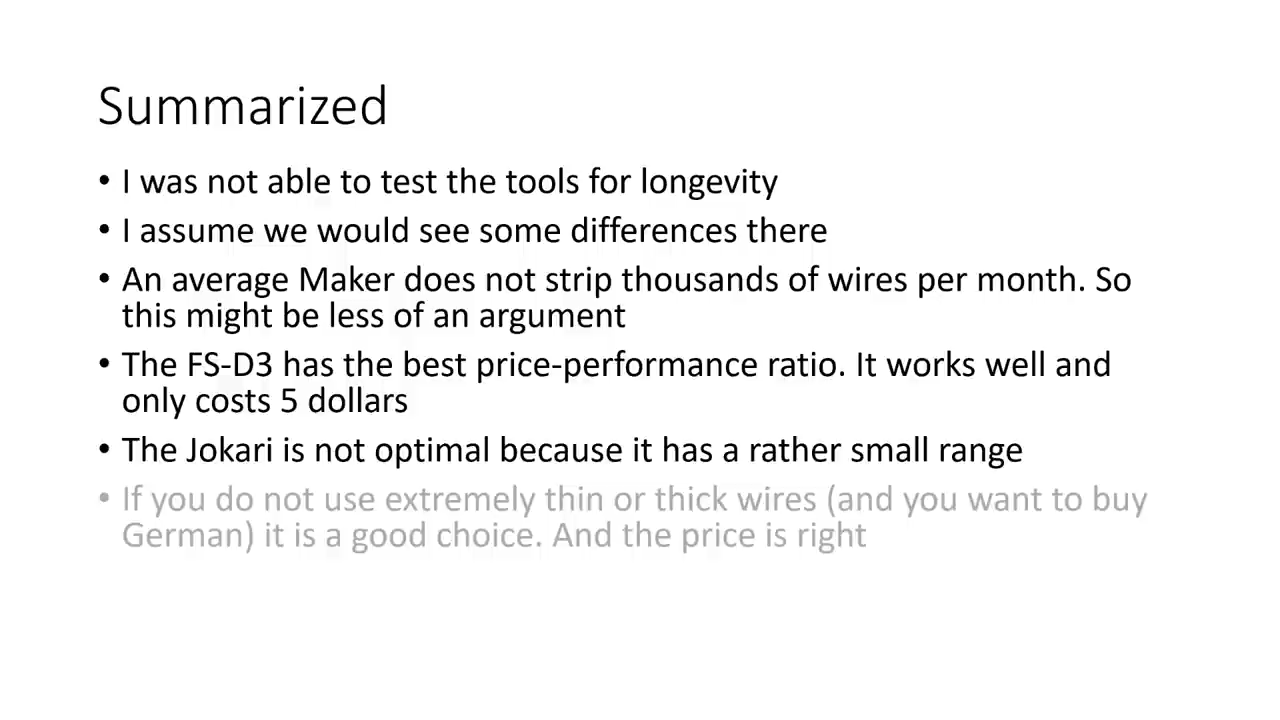 Summarized
• I was not able to test the tools for longevity
• I assume we would see some differences there
• An average Maker does not strip thousands of wires per month. So
this might be less of an argument
• The FS-D3 has the best price-performance ratio. It works well and
only costs 5 dollars
• The Jokari is not optimal because it has a rather small range
• If you do not use extremely thin or thick wires (and you want to buy
German) it is a good choice. And the price is right